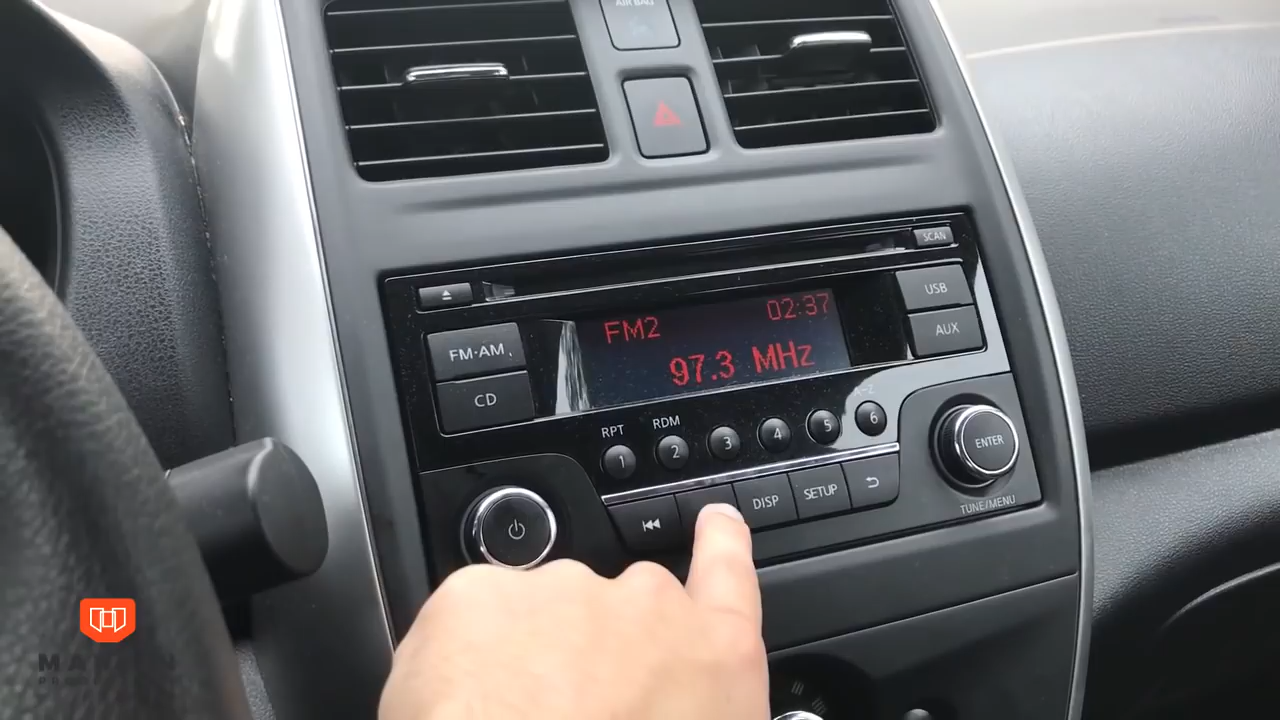 AIR BAG
SCAN
USB
FM·AM
02:37
FM2
AUX
97.3 MHz
CD
A–Z
RPT
RDM
1
2
3
4
5
6
ENTER
DISP
SETUP
TUNE/MENU